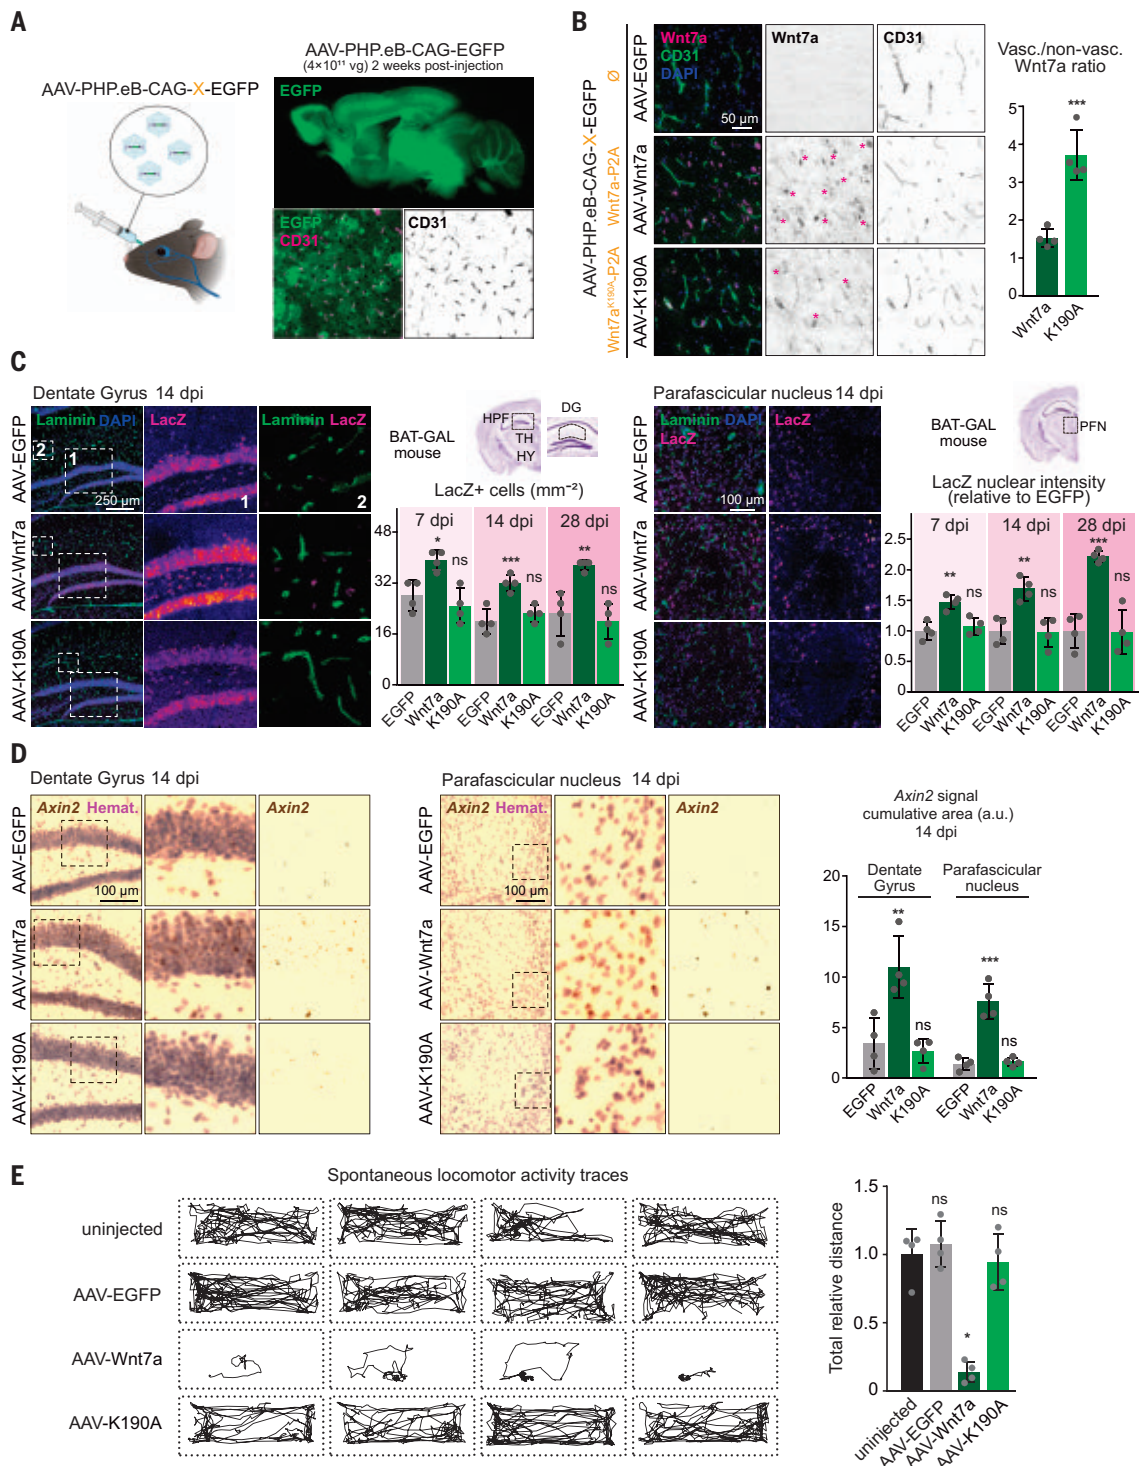 A
AAV-PHP.eB-CAG-X-EGFP
AAV-PHP.eB-CAG-EGFP
(4×10¹¹ vg) 2 weeks post-injection
EGFP
EGFP
CD31
CD31
B
AAV-PHP.eB-CAG-X-EGFP
Ø
Wnt7a-P2A
Wnt7aᴷ¹⁹⁰ᴬ-P2A
AAV-EGFP
AAV-Wnt7a
AAV-K190A
Wnt7a
CD31
DAPI
50 µm
Wnt7a
CD31
* * * * * * * * *
* * *
Vasc./non-vasc.
Wnt7a ratio
***
5
4
3
2
1
0
Wnt7a
K190A
C
Dentate Gyrus 14 dpi
AAV-EGFP
AAV-Wnt7a
AAV-K190A
Laminin DAPI
2
1
250 µm
LacZ
1
Laminin LacZ
2
BAT-GAL
mouse
HPF
TH
HY
DG
LacZ+ cells (mm⁻²)
48
32
16
0
7 dpi
14 dpi
28 dpi
* ns
*** ns
** ns
EGFP
Wnt7a
K190A
EGFP
Wnt7a
K190A
EGFP
Wnt7a
K190A
Parafascicular nucleus 14 dpi
AAV-EGFP
AAV-Wnt7a
AAV-K190A
Laminin DAPI
LacZ
100 µm
BAT-GAL
mouse
PFN
LacZ nuclear intensity
(relative to EGFP)
2.5
2.0
1.5
1.0
0.5
0
7 dpi
14 dpi
28 dpi
** ns
** ns
*** ns
EGFP
Wnt7a
K190A
EGFP
Wnt7a
K190A
EGFP
Wnt7a
K190A
D
Dentate Gyrus 14 dpi
AAV-EGFP
AAV-Wnt7a
AAV-K190A
Axin2 Hemat.
100 µm
Axin2
Parafascicular nucleus 14 dpi
AAV-EGFP
AAV-Wnt7a
AAV-K190A
Axin2 Hemat.
100 µm
Axin2
Axin2 signal
cumulative area (a.u.)
14 dpi
20
15
10
5
0
Dentate
Gyrus
Parafascicular
nucleus
** ns
*** ns
EGFP
Wnt7a
K190A
EGFP
Wnt7a
K190A
E
Spontaneous locomotor activity traces
uninjected
AAV-EGFP
AAV-Wnt7a
AAV-K190A
Total relative distance
1.5
1.0
0.5
0
ns
*
ns
uninjected
AAV-EGFP
AAV-Wnt7a
AAV-K190A